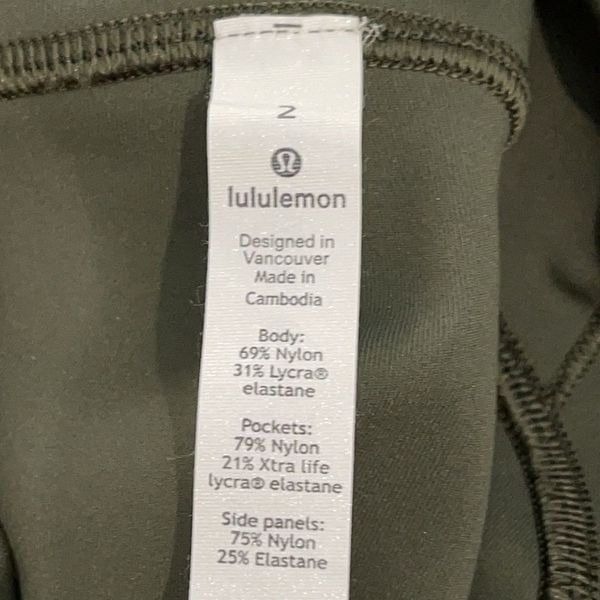 2
lululemon
Designed in
Vancouver
Made in
Cambodia
Body:
69% Nylon
31% Lycra®
elastane
Pockets:
79% Nylon
21% Xtra life
lycra® elastane
Side panels:
75% Nylon
25% Elastane